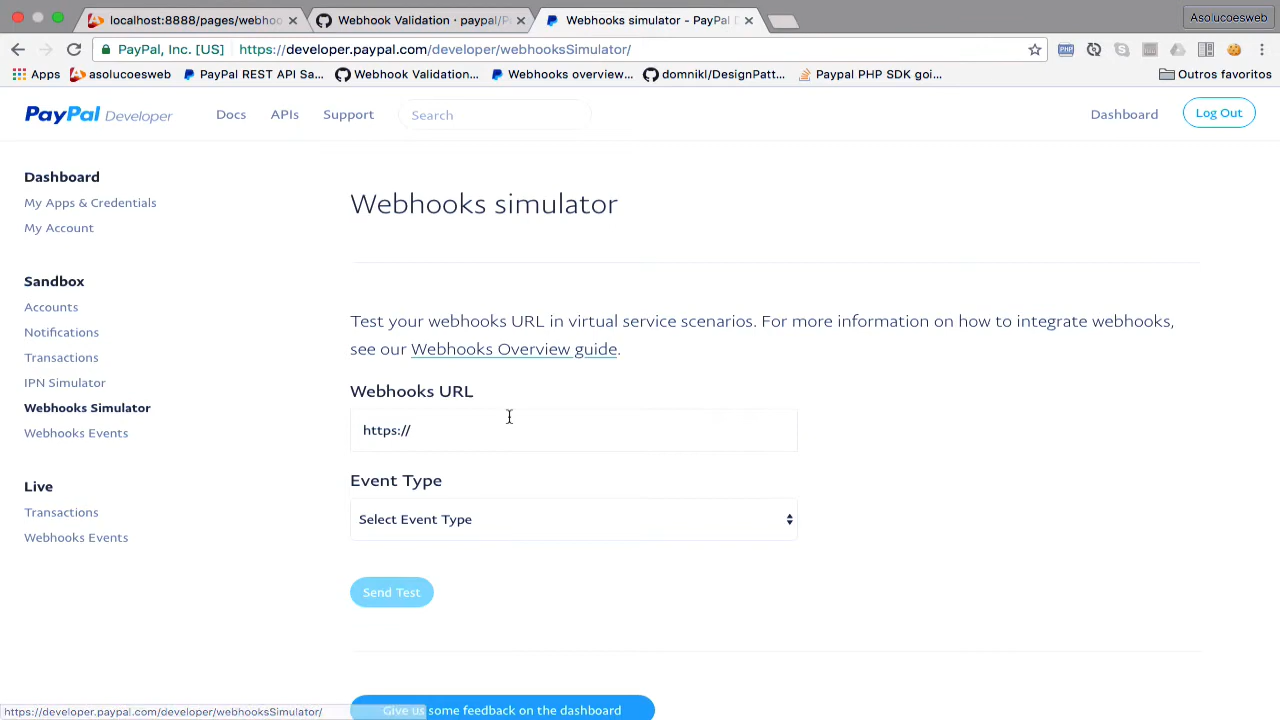 localhost:8888/pages/webhoo
Webhook Validation · paypal/P
Webhooks simulator - PayPal D
Asolucoesweb
PayPal, Inc. [US]
https://developer.paypal.com/developer/webhooksSimulator/
Apps
asolucoesweb
PayPal REST API Sa...
Webhook Validation...
Webhooks overview...
domnikl/DesignPatt...
Paypal PHP SDK goi...
Outros favoritos
PayPal Developer
Docs
APIs
Support
Search
Dashboard
Log Out
Dashboard
My Apps & Credentials
My Account
Sandbox
Accounts
Notifications
Transactions
IPN Simulator
Webhooks Simulator
Webhooks Events
Live
Transactions
Webhooks Events
Webhooks simulator
Test your webhooks URL in virtual service scenarios. For more information on how to integrate webhooks,
see our Webhooks Overview guide.
Webhooks URL
https://
Event Type
Select Event Type
Send Test
Give us some feedback on the dashboard
https://developer.paypal.com/developer/webhooksSimulator/